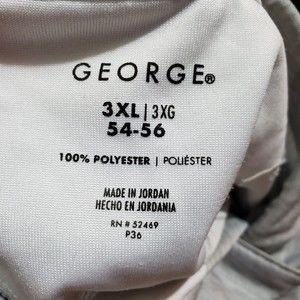 GEORGE®
3XL | 3XG
54-56
100% POLYESTER | POLIÉSTER
MADE IN JORDAN
HECHO EN JORDANIA
RN # 52469
P36